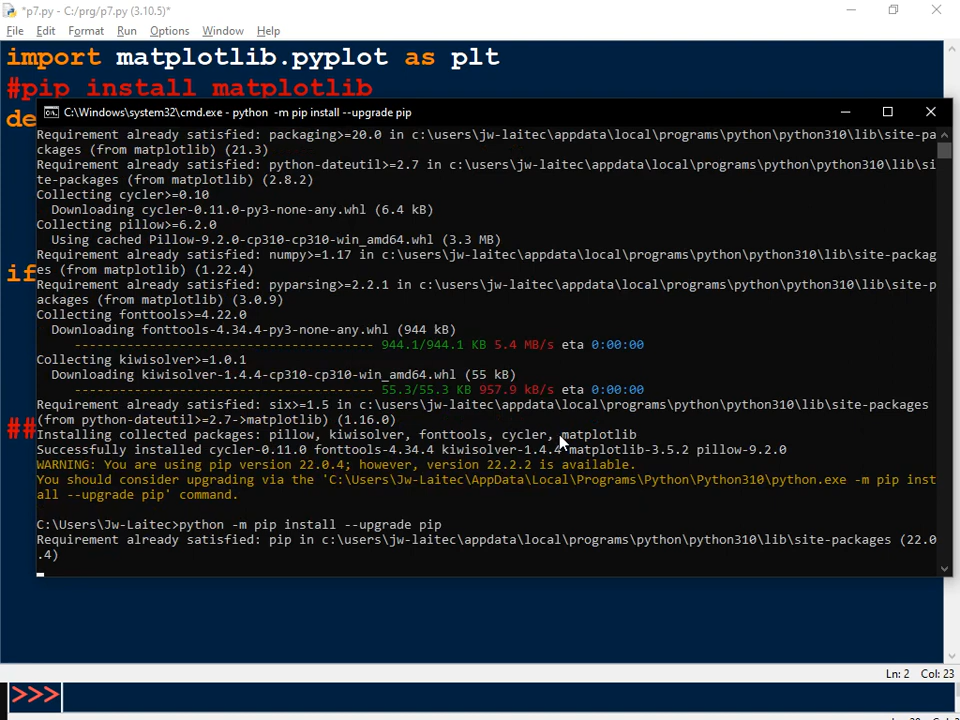 *p7.py - C:/prg/p7.py (3.10.5)*
File Edit Format Run Options Window Help
import matplotlib.pyplot as plt
#pip install matplotlib
de
C:\Windows\system32\cmd.exe - python -m pip install --upgrade pip
Requirement already satisfied: packaging>=20.0 in c:\users\jw-laitec\appdata\local\programs\python\python310\lib\site-pa
ckages (from matplotlib) (21.3)
Requirement already satisfied: python-dateutil>=2.7 in c:\users\jw-laitec\appdata\local\programs\python\python310\lib\si
te-packages (from matplotlib) (2.8.2)
Collecting cycler>=0.10
Downloading cycler-0.11.0-py3-none-any.whl (6.4 kB)
Collecting pillow>=6.2.0
Using cached Pillow-9.2.0-cp310-cp310-win_amd64.whl (3.3 MB)
Requirement already satisfied: numpy>=1.17 in c:\users\jw-laitec\appdata\local\programs\python\python310\lib\site-packag
es (from matplotlib) (1.22.4)
if
Requirement already satisfied: pyparsing>=2.2.1 in c:\users\jw-laitec\appdata\local\programs\python\python310\lib\site-p
ackages (from matplotlib) (3.0.9)
Collecting fonttools>=4.22.0
Downloading fonttools-4.34.4-py3-none-any.whl (944 kB)
---------------------------------------- 944.1/944.1 KB 5.4 MB/s eta 0:00:00
Collecting kiwisolver>=1.0.1
Downloading kiwisolver-1.4.4-cp310-cp310-win_amd64.whl (55 kB)
---------------------------------------- 55.3/55.3 KB 957.9 kB/s eta 0:00:00
Requirement already satisfied: six>=1.5 in c:\users\jw-laitec\appdata\local\programs\python\python310\lib\site-packages
(from python-dateutil>=2.7->matplotlib) (1.16.0)
##
Installing collected packages: pillow, kiwisolver, fonttools, cycler, matplotlib
Successfully installed cycler-0.11.0 fonttools-4.34.4 kiwisolver-1.4.4 matplotlib-3.5.2 pillow-9.2.0
WARNING: You are using pip version 22.0.4; however, version 22.2.2 is available.
You should consider upgrading via the 'C:\Users\Jw-Laitec\AppData\Local\Programs\Python\Python310\python.exe -m pip inst
all --upgrade pip' command.
C:\Users\Jw-Laitec>python -m pip install --upgrade pip
Requirement already satisfied: pip in c:\users\jw-laitec\appdata\local\programs\python\python310\lib\site-packages (22.0
.4)
Ln: 2 Col: 23
>>>